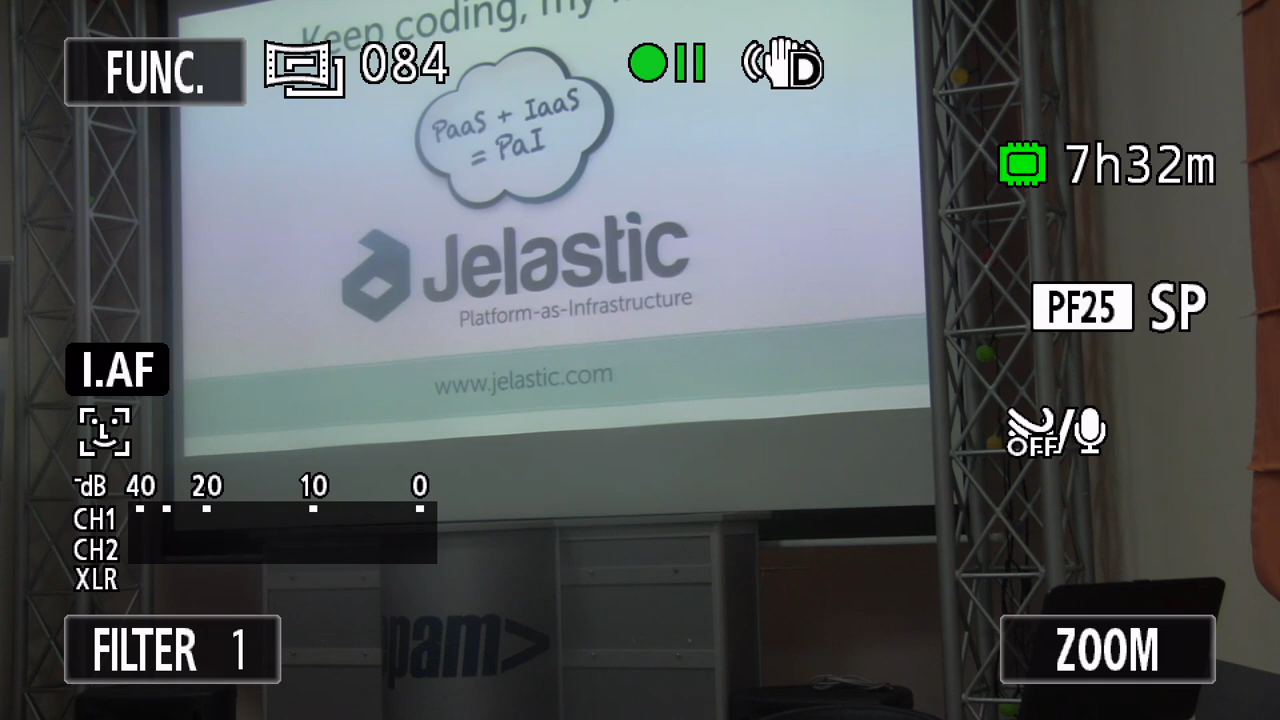 Keep coding, my
FUNC.
084
D
PaaS + IaaS
= PaI
7h32m
Jelastic
Platform-as-Infrastructure
PF25 SP
I.AF
www.jelastic.com
OFF
-dB 40 20 10 0
CH1
CH2
XLR
pam>
FILTER 1
ZOOM